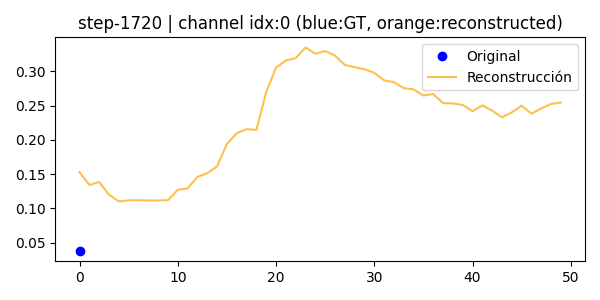 step-1720 | channel idx:0 (blue:GT, orange:reconstructed)
Original
Reconstrucción
0.30
0.25
0.20
0.15
0.10
0.05
0 10 20 30 40 50